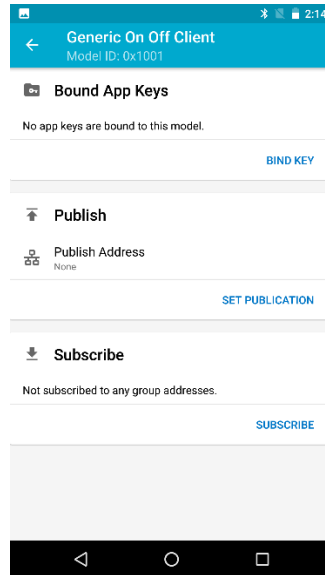 2:14
Generic On Off Client
Model ID: 0x1001
Bound App Keys
No app keys are bound to this model.
BIND KEY
Publish
Publish Address
None
SET PUBLICATION
Subscribe
Not subscribed to any group addresses.
SUBSCRIBE